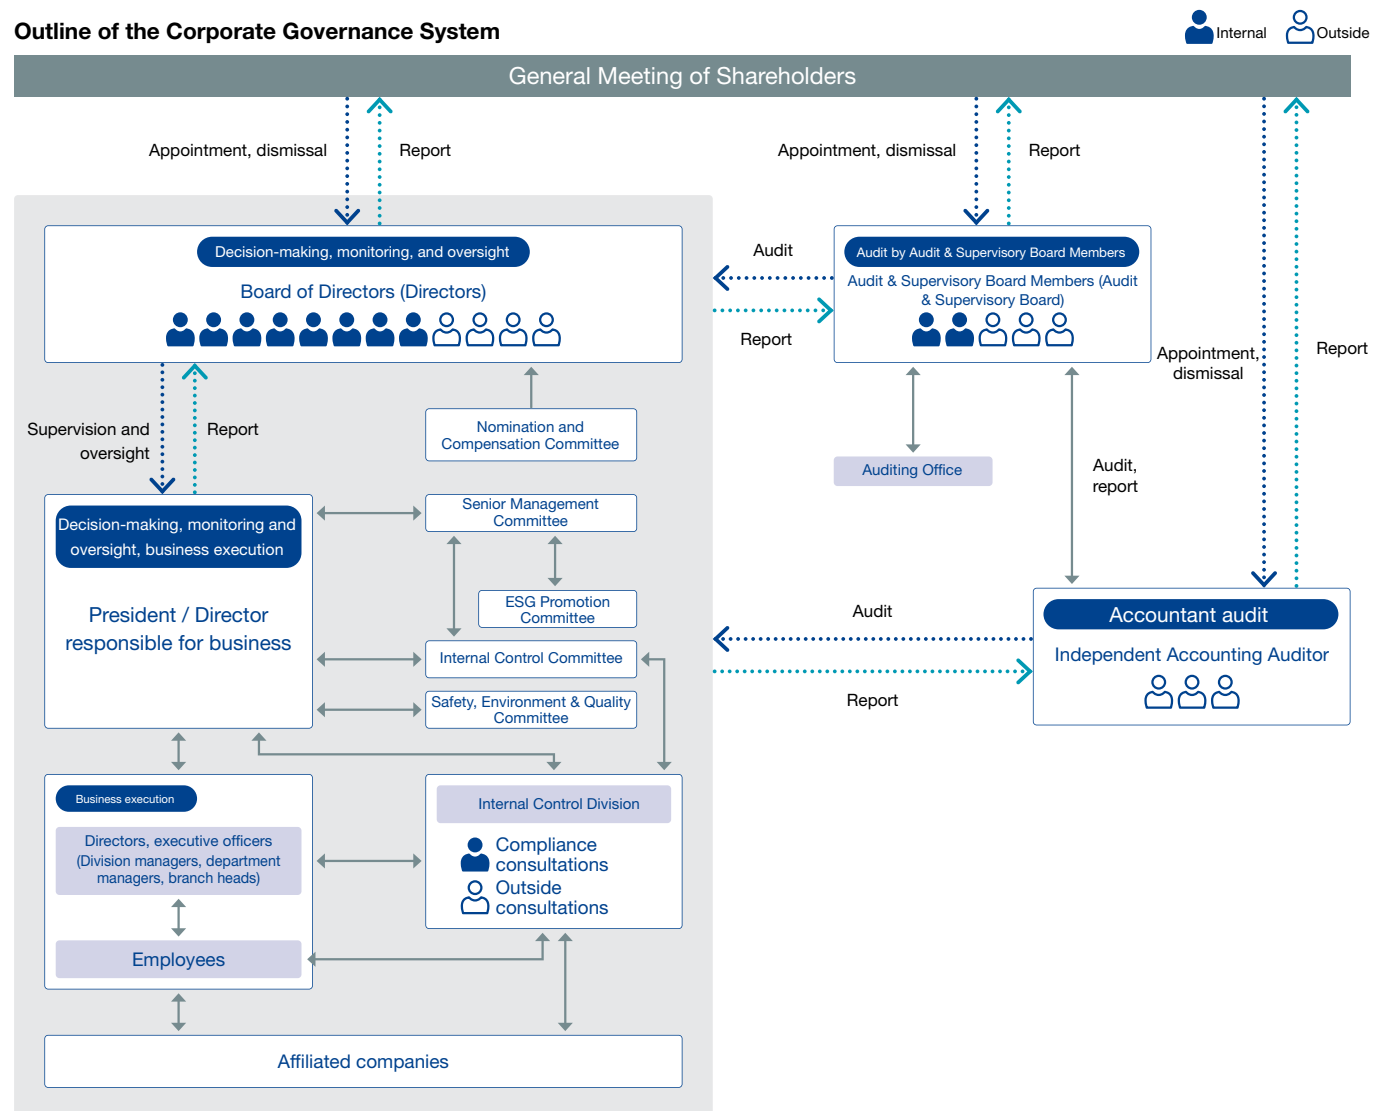 Outline of the Corporate Governance System
Internal
Outside
General Meeting of Shareholders
Appointment, dismissal
Report
Appointment, dismissal
Report
Decision-making, monitoring, and oversight
Board of Directors (Directors)
Audit
Report
Audit by Audit & Supervisory Board Members
Audit & Supervisory Board Members (Audit
& Supervisory Board)
Appointment,
dismissal
Report
Supervision and
oversight
Report
Nomination and
Compensation Committee
Auditing Office
Audit,
report
Decision-making, monitoring and
oversight, business execution
President / Director
responsible for business
Senior Management
Committee
ESG Promotion
Committee
Internal Control Committee
Safety, Environment & Quality
Committee
Audit
Report
Accountant audit
Independent Accounting Auditor
Business execution
Directors, executive officers
(Division managers, department
managers, branch heads)
Employees
Internal Control Division
Compliance
consultations
Outside
consultations
Affiliated companies